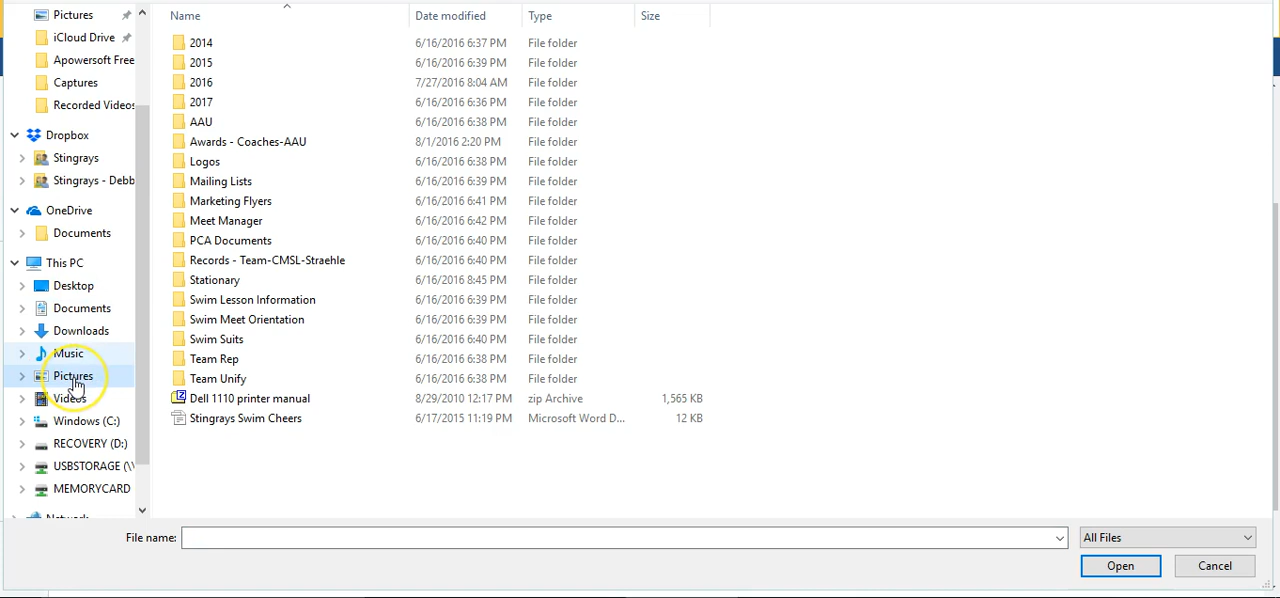 Pictures
iCloud Drive
Apowersoft Free
Captures
Recorded Videos
Dropbox
Stingrays
Stingrays - Debb
OneDrive
Documents
This PC
Desktop
Documents
Downloads
Music
Pictures
Videos
Windows (C:)
RECOVERY (D:)
USBSTORAGE (\\
MEMORYCARD
Network
Name Date modified Type Size
2014 6/16/2016 6:37 PM File folder
2015 6/16/2016 6:39 PM File folder
2016 7/27/2016 8:04 AM File folder
2017 6/16/2016 6:36 PM File folder
AAU 6/16/2016 6:38 PM File folder
Awards - Coaches-AAU 8/1/2016 2:20 PM File folder
Logos 6/16/2016 6:38 PM File folder
Mailing Lists 6/16/2016 6:39 PM File folder
Marketing Flyers 6/16/2016 6:41 PM File folder
Meet Manager 6/16/2016 6:42 PM File folder
PCA Documents 6/16/2016 6:40 PM File folder
Records - Team-CMSL-Straehle 6/16/2016 6:40 PM File folder
Stationary 6/16/2016 8:45 PM File folder
Swim Lesson Information 6/16/2016 6:39 PM File folder
Swim Meet Orientation 6/16/2016 6:39 PM File folder
Swim Suits 6/16/2016 6:40 PM File folder
Team Rep 6/16/2016 6:38 PM File folder
Team Unify 6/16/2016 6:38 PM File folder
Dell 1110 printer manual 8/29/2010 12:17 PM zip Archive 1,565 KB
Stingrays Swim Cheers 6/17/2015 11:19 PM Microsoft Word D... 12 KB
File name: All Files
Open Cancel